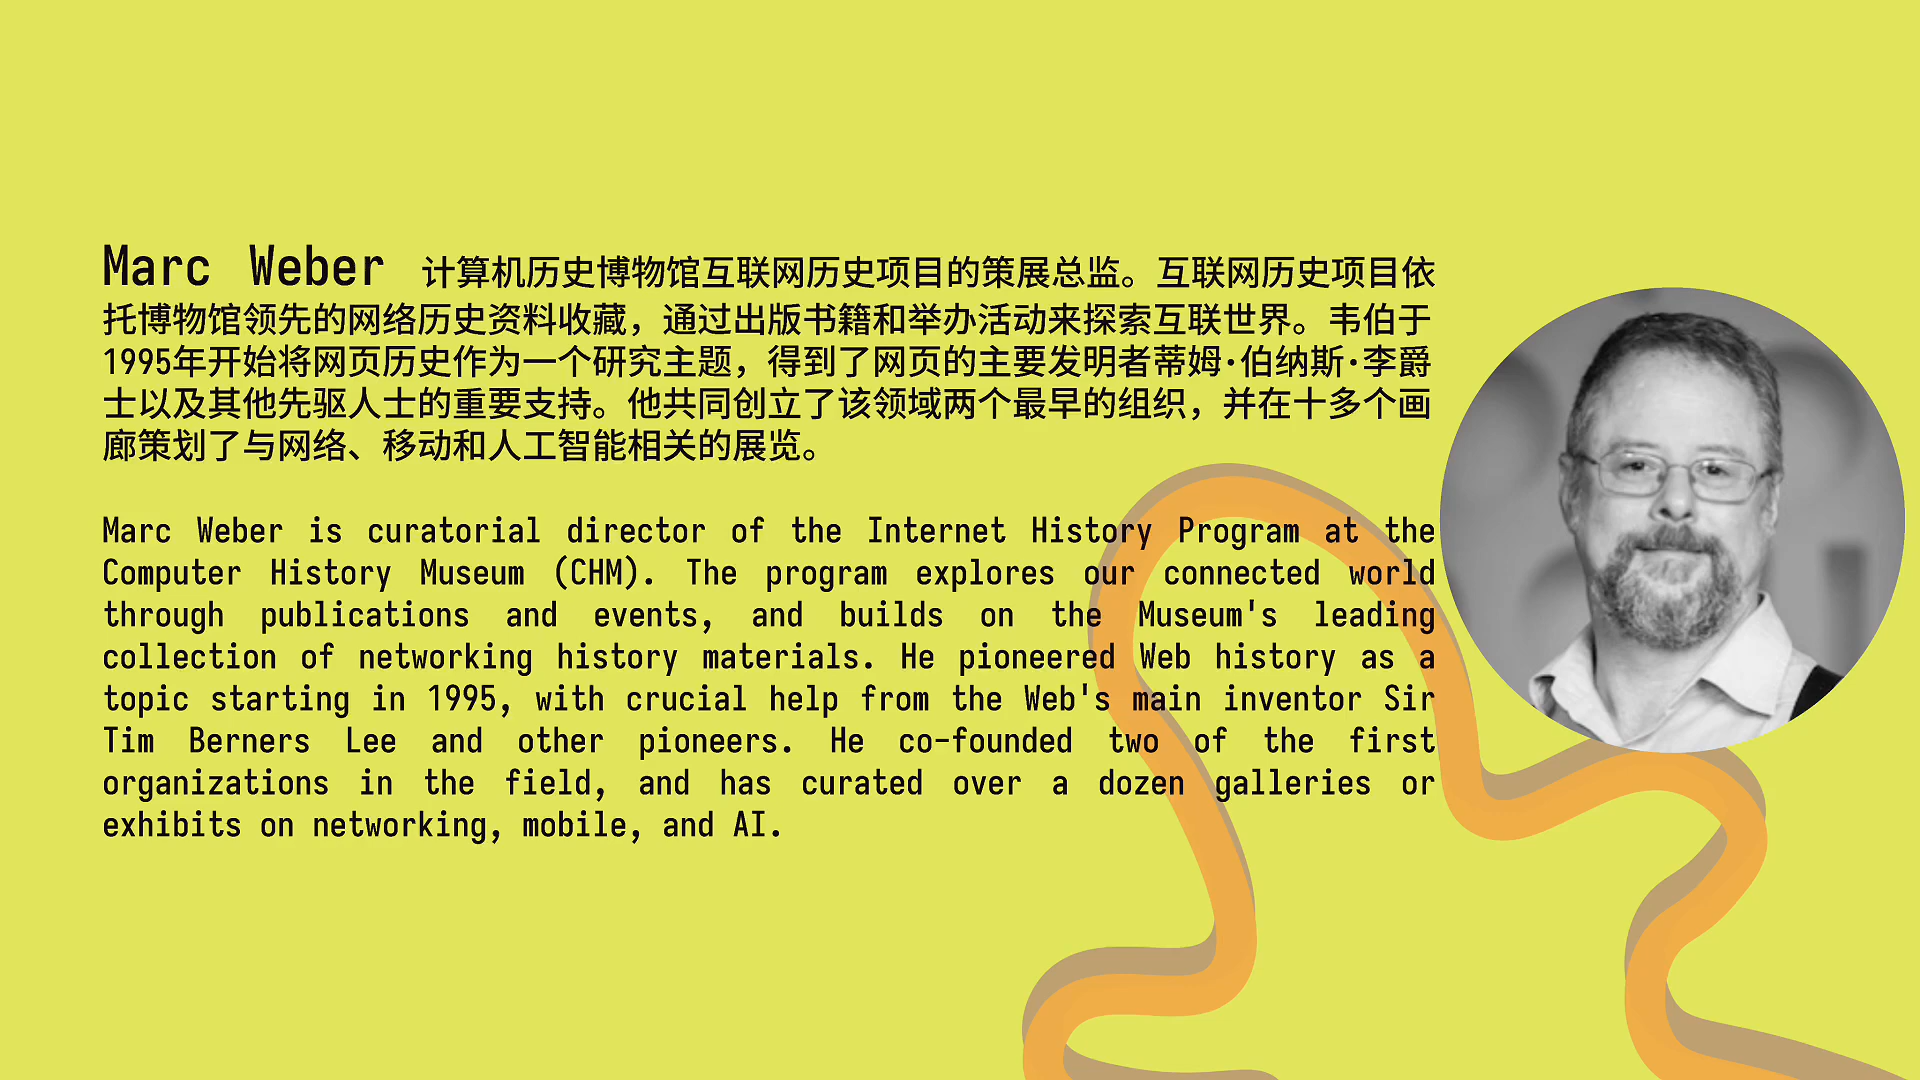 Marc Weber 计算机历史博物馆互联网历史项目的策展总监。互联网历史项目依
托博物馆领先的网络历史资料收藏，通过出版书籍和举办活动来探索互联世界。韦伯于
1995年开始将网页历史作为一个研究主题，得到了网页的主要发明者蒂姆·伯纳斯·李爵
士以及其他先驱人士的重要支持。他共同创立了该领域两个最早的组织，并在十多个画
廊策划了与网络、移动和人工智能相关的展览。
Marc Weber is curatorial director of the Internet History Program at the
Computer History Museum (CHM). The program explores our connected world
through publications and events, and builds on the Museum's leading
collection of networking history materials. He pioneered Web history as a
topic starting in 1995, with crucial help from the Web's main inventor Sir
Tim Berners Lee and other pioneers. He co-founded two of the first
organizations in the field, and has curated over a dozen galleries or
exhibits on networking, mobile, and AI.